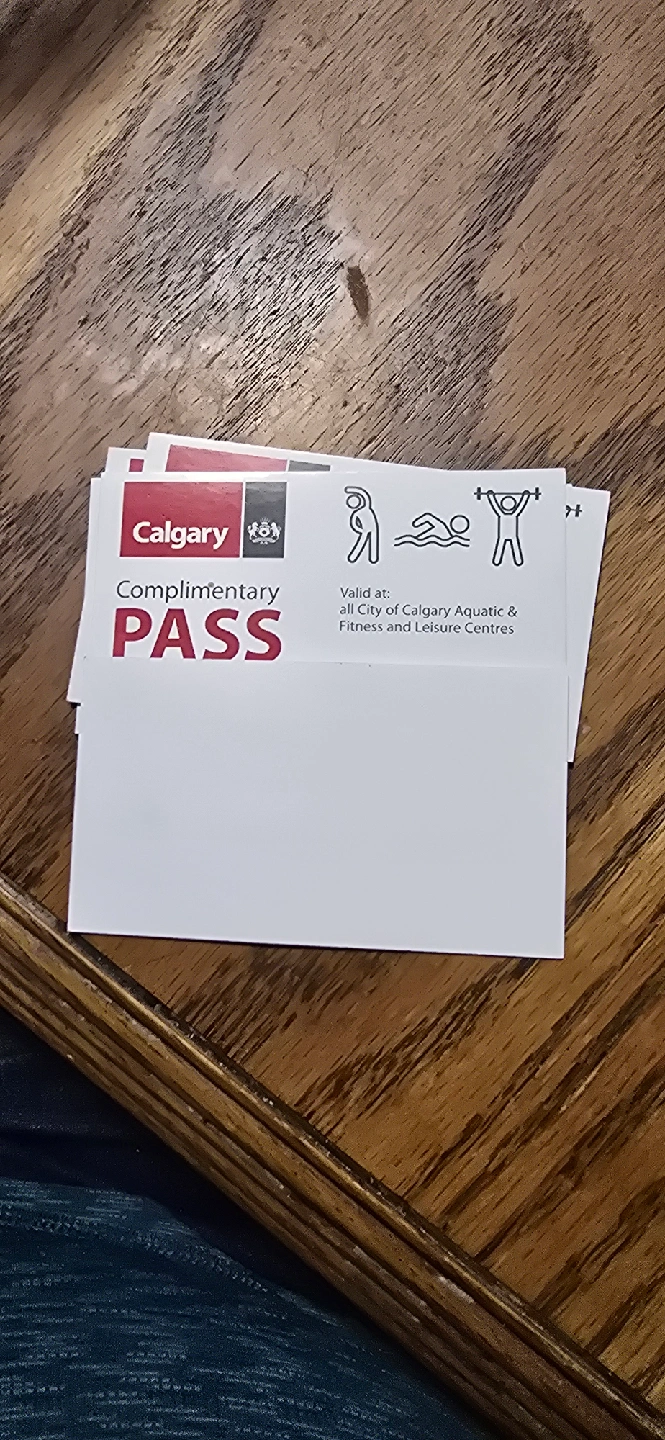 Calgary
Complimentary
PASS
Valid at:
all City of Calgary Aquatic &
Fitness and Leisure Centres